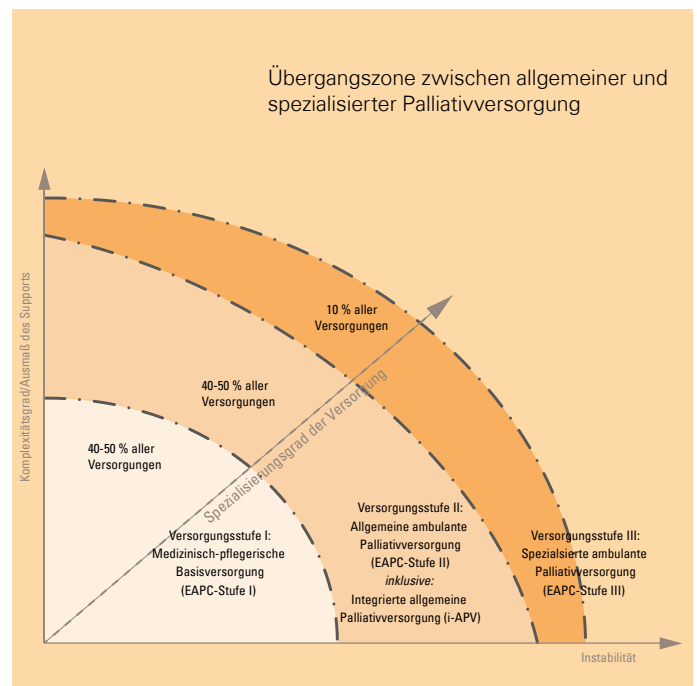 Übergangszone zwischen allgemeiner und
spezialisierter Palliativversorgung
Komplexitätsgrad/Ausmaß des Supports
10 % aller
Versorgungen
40-50 % aller
Versorgungen
40-50 % aller
Versorgungen
Spezialisierungsgrad der Versorgung
Versorgungsstufe I:
Medizinisch-pflegerische
Basisversorgung
(EAPC-Stufe I)
Versorgungsstufe II:
Allgemeine ambulante
Palliativversorgung
(EAPC-Stufe II)
inklusive:
Integrierte allgemeine
Palliativversorgung (i-APV)
Versorgungsstufe III:
Spezialsierte ambulante
Palliativversorgung
(EAPC-Stufe III)
Instabilität